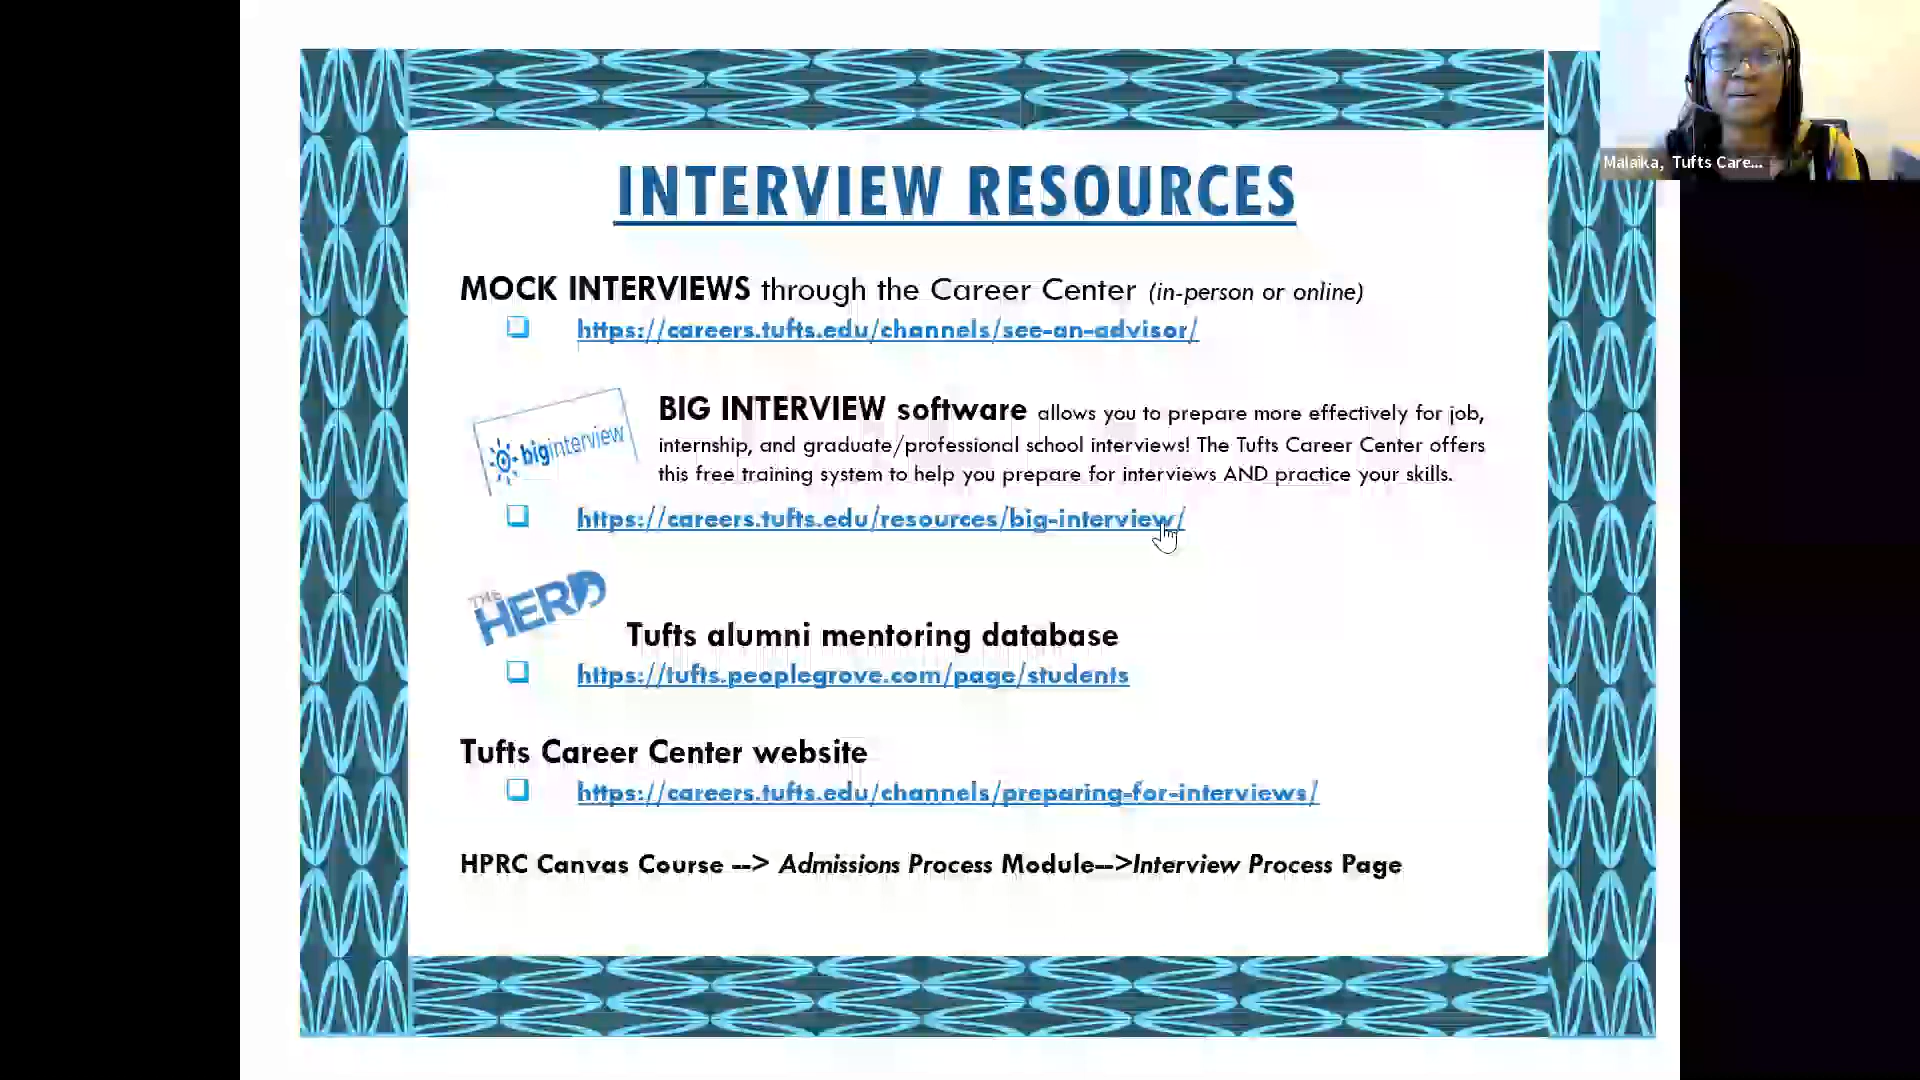 INTERVIEW RESOURCES
MOCK INTERVIEWS through the Career Center (in-person or online)
https://careers.tufts.edu/channels/see-an-advisor/
biginterview
BIG INTERVIEW software allows you to prepare more effectively for job,
internship, and graduate/professional school interviews! The Tufts Career Center offers
this free training system to help you prepare for interviews AND practice your skills.
https://careers.tufts.edu/resources/big-interview/
THE
HERD
Tufts alumni mentoring database
https://tufts.peoplegrove.com/page/students
Tufts Career Center website
https://careers.tufts.edu/channels/preparing-for-interviews/
HPRC Canvas Course --> Admissions Process Module-->Interview Process Page
Malaika, Tufts Care...